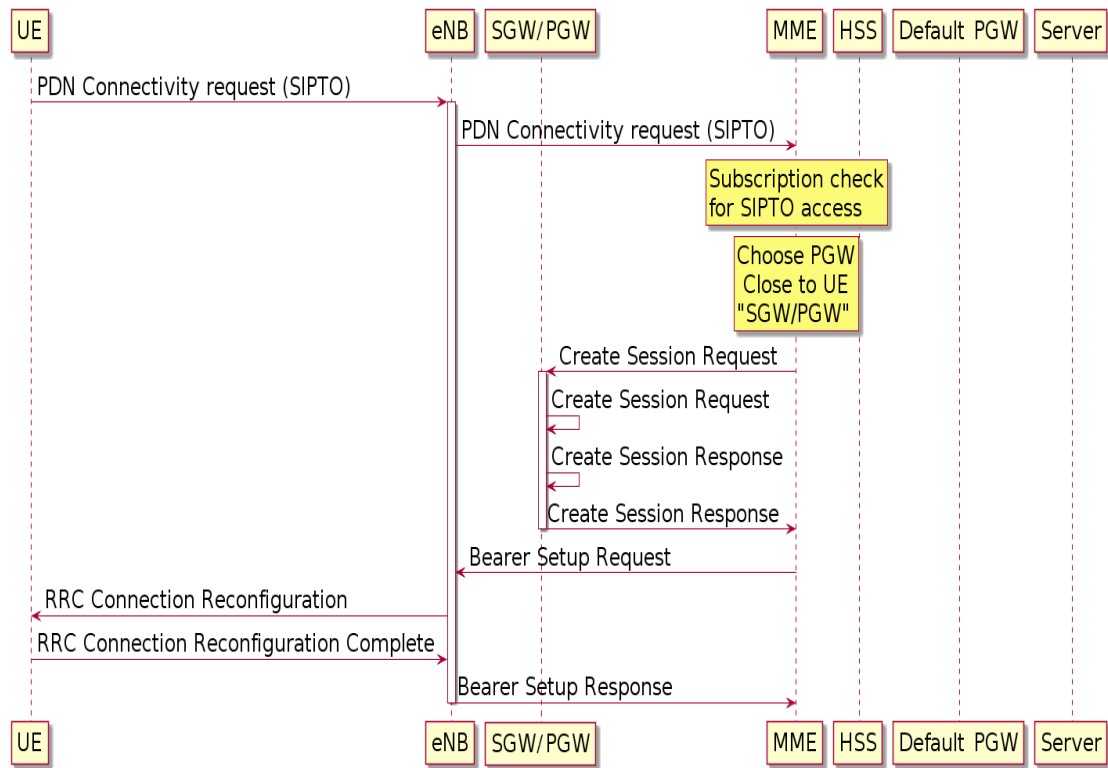 UE
eNB
SGW/PGW
MME
HSS
Default PGW
Server
PDN Connectivity request (SIPTO)
PDN Connectivity request (SIPTO)
Subscription check
for SIPTO access
Choose PGW
Close to UE
"SGW/PGW"
Create Session Request
Create Session Request
Create Session Response
Create Session Response
Bearer Setup Request
RRC Connection Reconfiguration
RRC Connection Reconfiguration Complete
Bearer Setup Response
UE
eNB
SGW/PGW
MME
HSS
Default PGW
Server